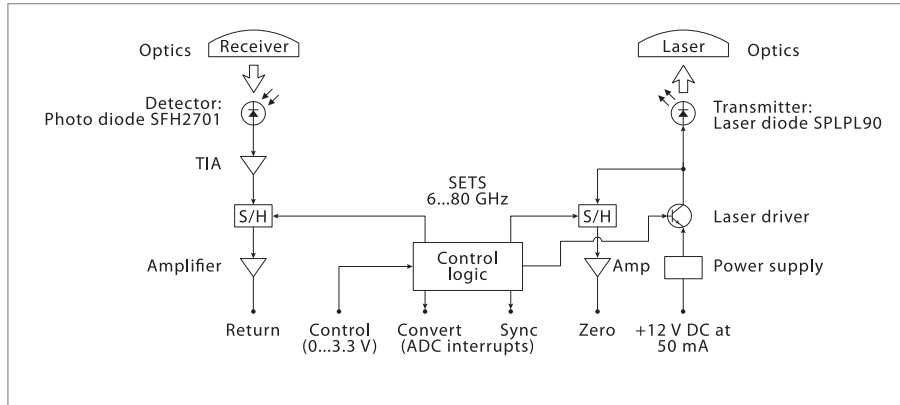 Optics
Receiver
Laser
Optics
Detector:
Photo diode SFH2701
Transmitter:
Laser diode SPLPL90
TIA
SETS
6...80 GHz
S/H
S/H
Laser driver
Amplifier
Control
logic
Amp
Power supply
Return
Control
(0...3.3 V)
Convert
Sync
(ADC interrupts)
Zero
+12 V DC at
50 mA